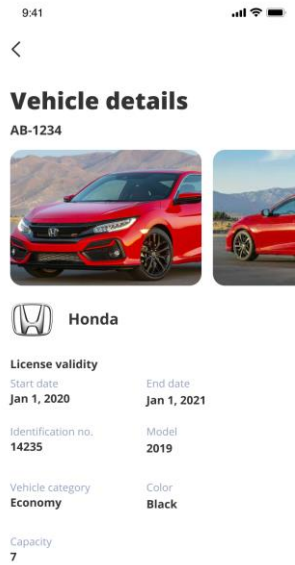 9:41
Vehicle details
AB-1234
Honda
License validity
Start date End date
Jan 1, 2020 Jan 1, 2021
Identification no. Model
14235 2019
Vehicle category Color
Economy Black
Capacity
7